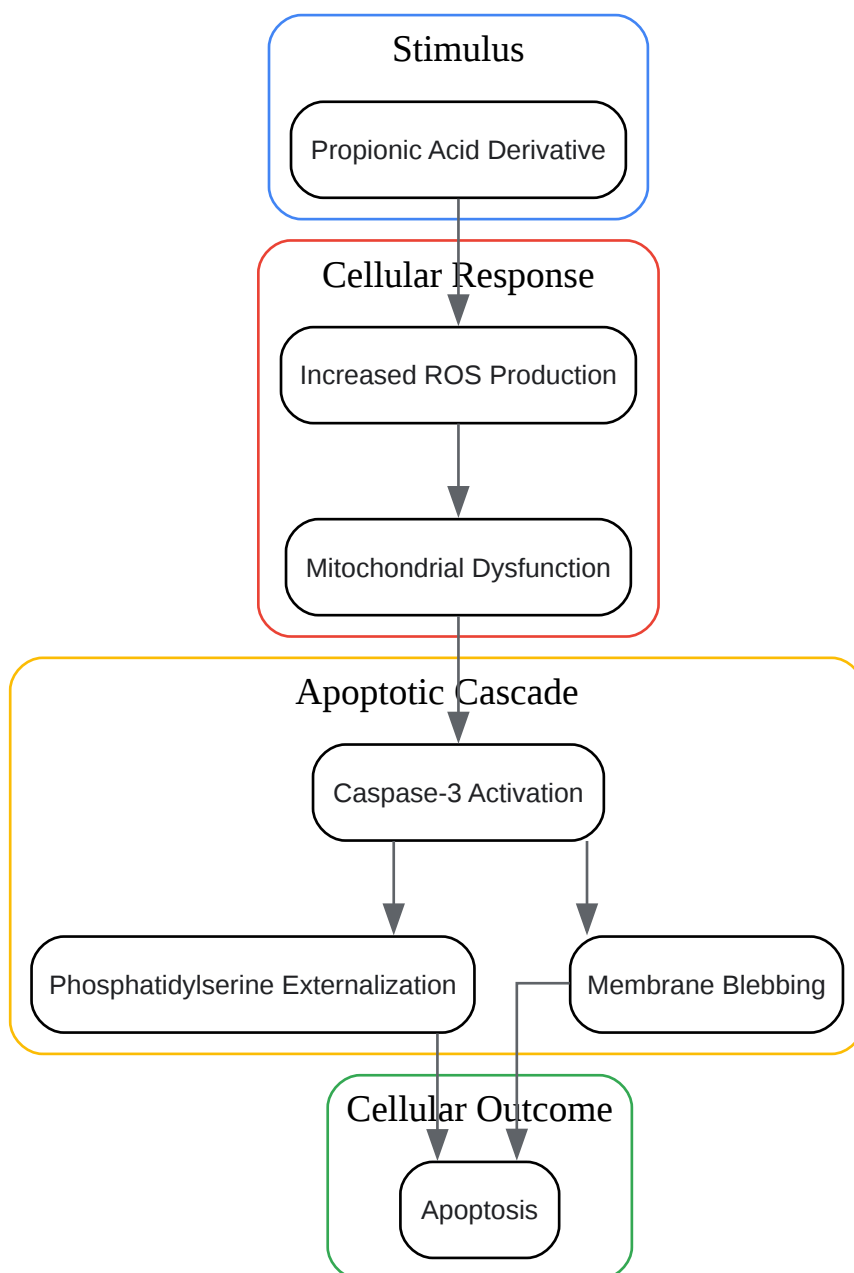 Stimulus
Propionic Acid Derivative
Cellular Response
Increased ROS Production
Mitochondrial Dysfunction
Apoptotic Cascade
Caspase-3 Activation
Phosphatidylserine Externalization
Membrane Blebbing
Cellular Outcome
Apoptosis